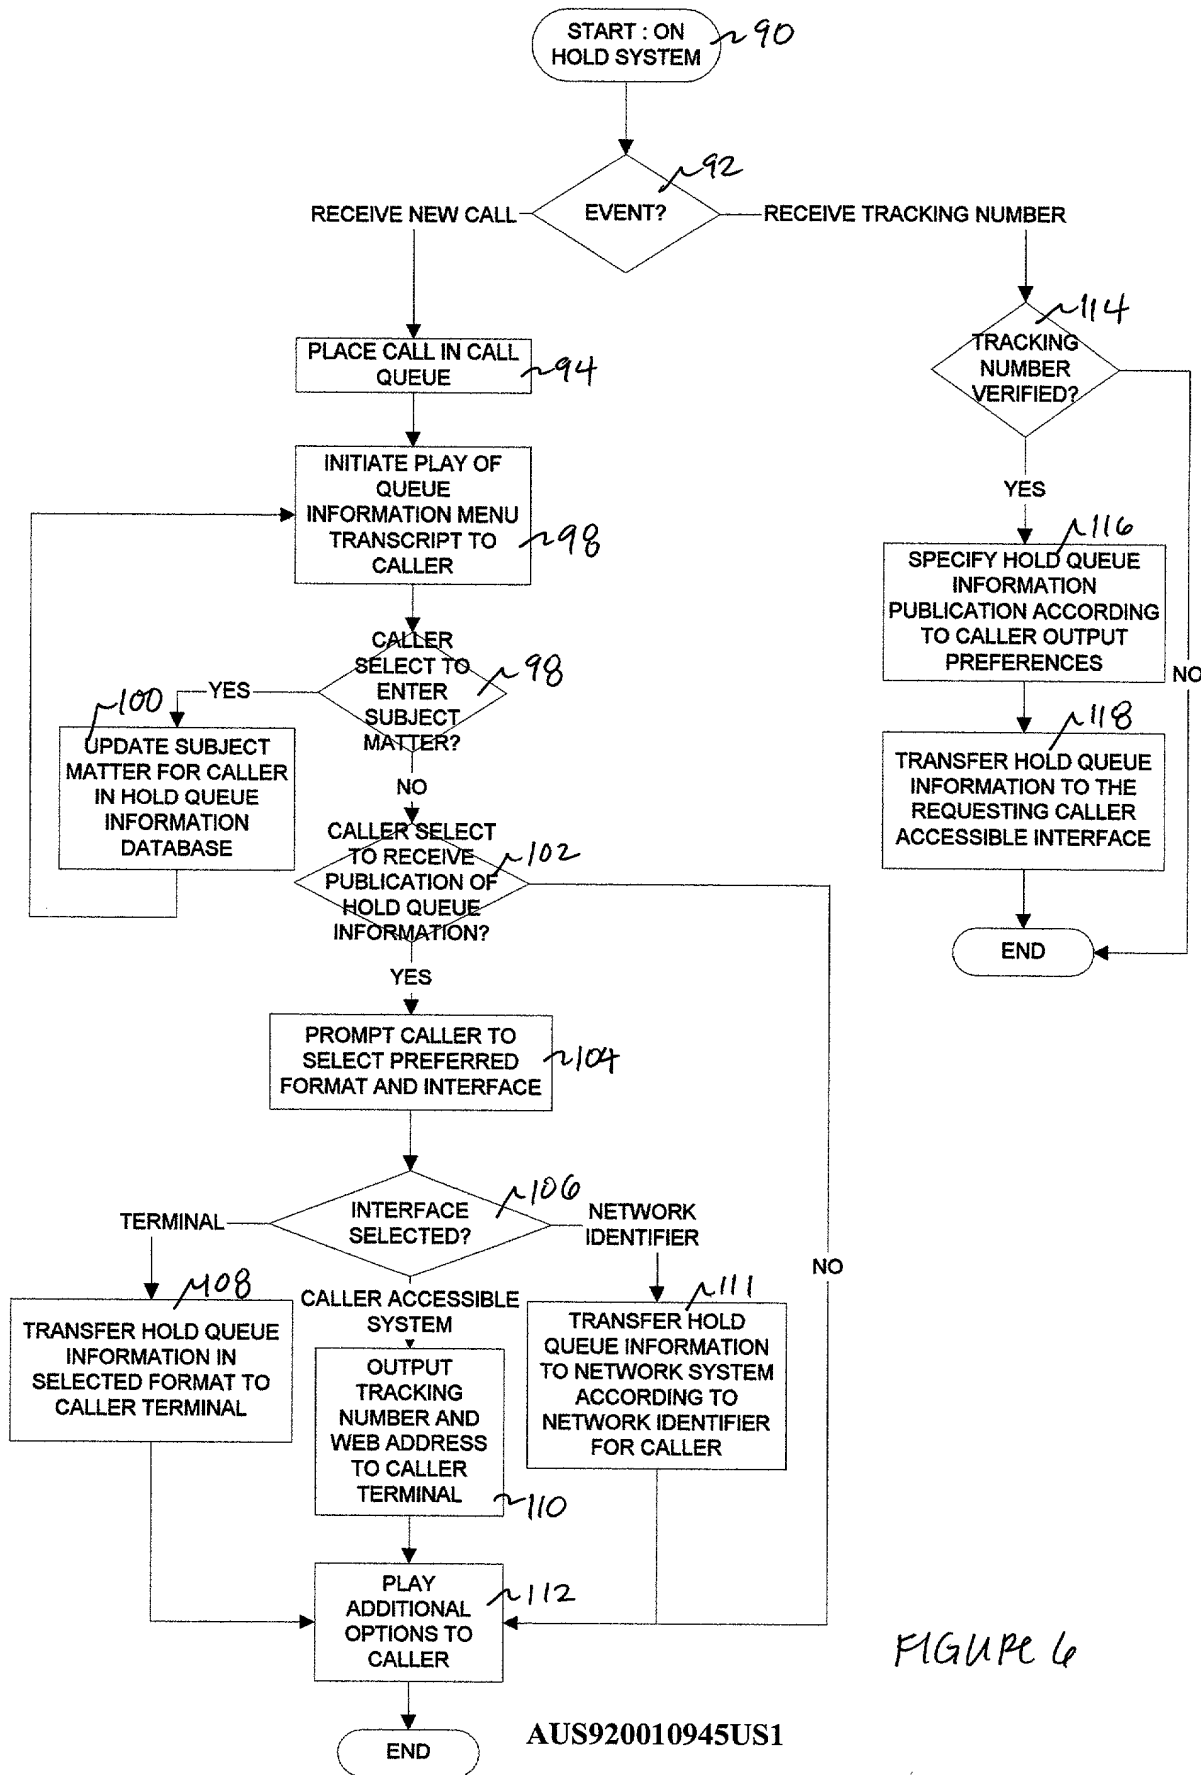 START : ON
HOLD SYSTEM
~90
~92
EVENT?
RECEIVE NEW CALL
RECEIVE TRACKING NUMBER
PLACE CALL IN CALL
QUEUE
~94
INITIATE PLAY OF
QUEUE
INFORMATION MENU
TRANSCRIPT TO
CALLER
~98
CALLER
SELECT TO
ENTER
SUBJECT
MATTER?
~98
YES
~100
UPDATE SUBJECT
MATTER FOR CALLER
IN HOLD QUEUE
INFORMATION
DATABASE
NO
CALLER SELECT
TO RECEIVE
PUBLICATION OF
HOLD QUEUE
INFORMATION?
~102
YES
PROMPT CALLER TO
SELECT PREFERRED
FORMAT AND INTERFACE
~104
~106
INTERFACE
SELECTED?
TERMINAL
NETWORK
IDENTIFIER
CALLER ACCESSIBLE
SYSTEM
NO
~108
TRANSFER HOLD QUEUE
INFORMATION IN
SELECTED FORMAT TO
CALLER TERMINAL
OUTPUT
TRACKING
NUMBER AND
WEB ADDRESS
TO CALLER
TERMINAL
~110
~111
TRANSFER HOLD
QUEUE INFORMATION
TO NETWORK SYSTEM
ACCORDING TO
NETWORK IDENTIFIER
FOR CALLER
PLAY
ADDITIONAL
OPTIONS TO
CALLER
~112
END
~114
TRACKING
NUMBER
VERIFIED?
YES
NO
~116
SPECIFY HOLD QUEUE
INFORMATION
PUBLICATION ACCORDING
TO CALLER OUTPUT
PREFERENCES
~118
TRANSFER HOLD QUEUE
INFORMATION TO THE
REQUESTING CALLER
ACCESSIBLE INTERFACE
END
FIGURE 6
AUS920010945US1